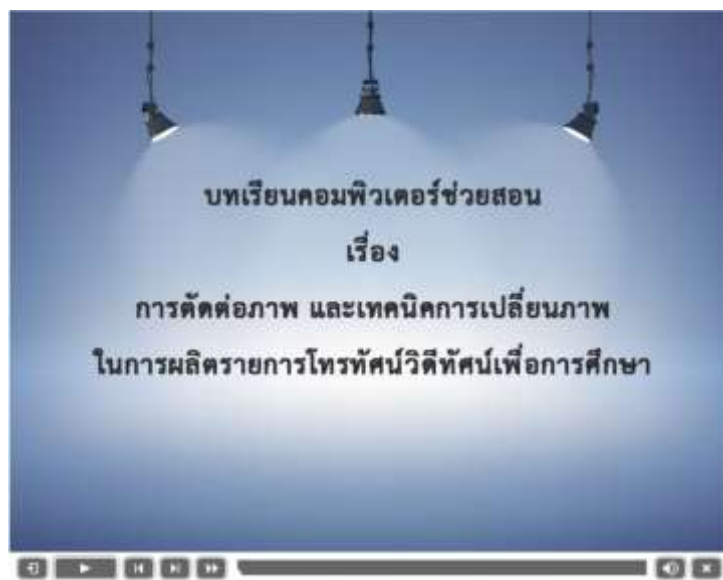 บทเรียนคอมพิวเตอร์ช่วยสอน
เรื่อง
การตัดต่อภาพ และเทคนิคการเปลี่ยนภาพ
ในการผลิตรายการโทรทัศน์วิดีทัศน์เพื่อการศึกษา